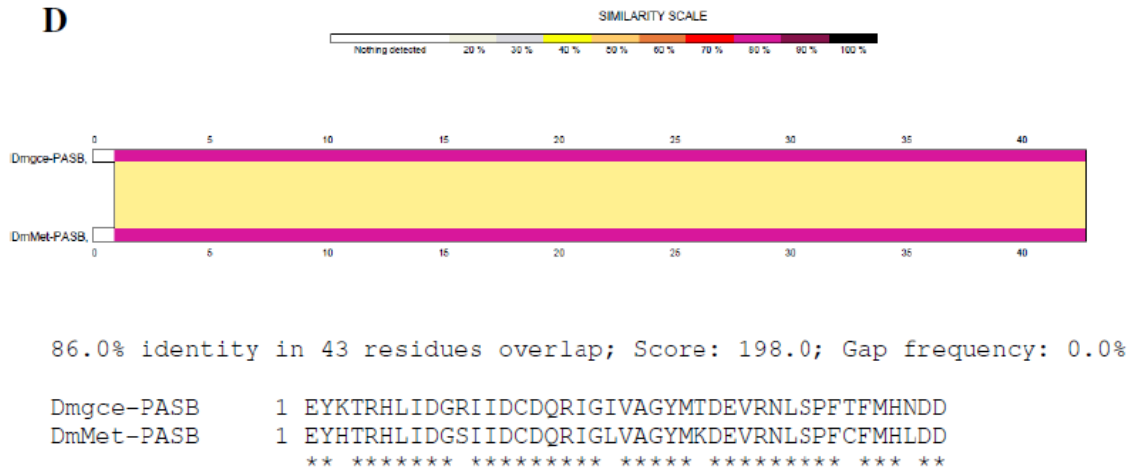 D
SIMILARITY SCALE
Nothing detected 20 % 30 % 40 % 50 % 60 % 70 % 80 % 90 % 100 %
0 5 10 15 20 25 30 35 40
Dmgce-PASB,
DmMet-PASB,
0 5 10 15 20 25 30 35 40
86.0% identity in 43 residues overlap; Score: 198.0; Gap frequency: 0.0%
Dmgce-PASB 1 EYKTRHLIDGRIIDCDQRIGIVAGYMTDEVRNLSPFTFMHNDD
DmMet-PASB 1 EYHTRHLIDGSIIDCDQRIGLVAGYMKDEVRNLSPFCFMHLDD
** ******* ********* ***** ********* *** **